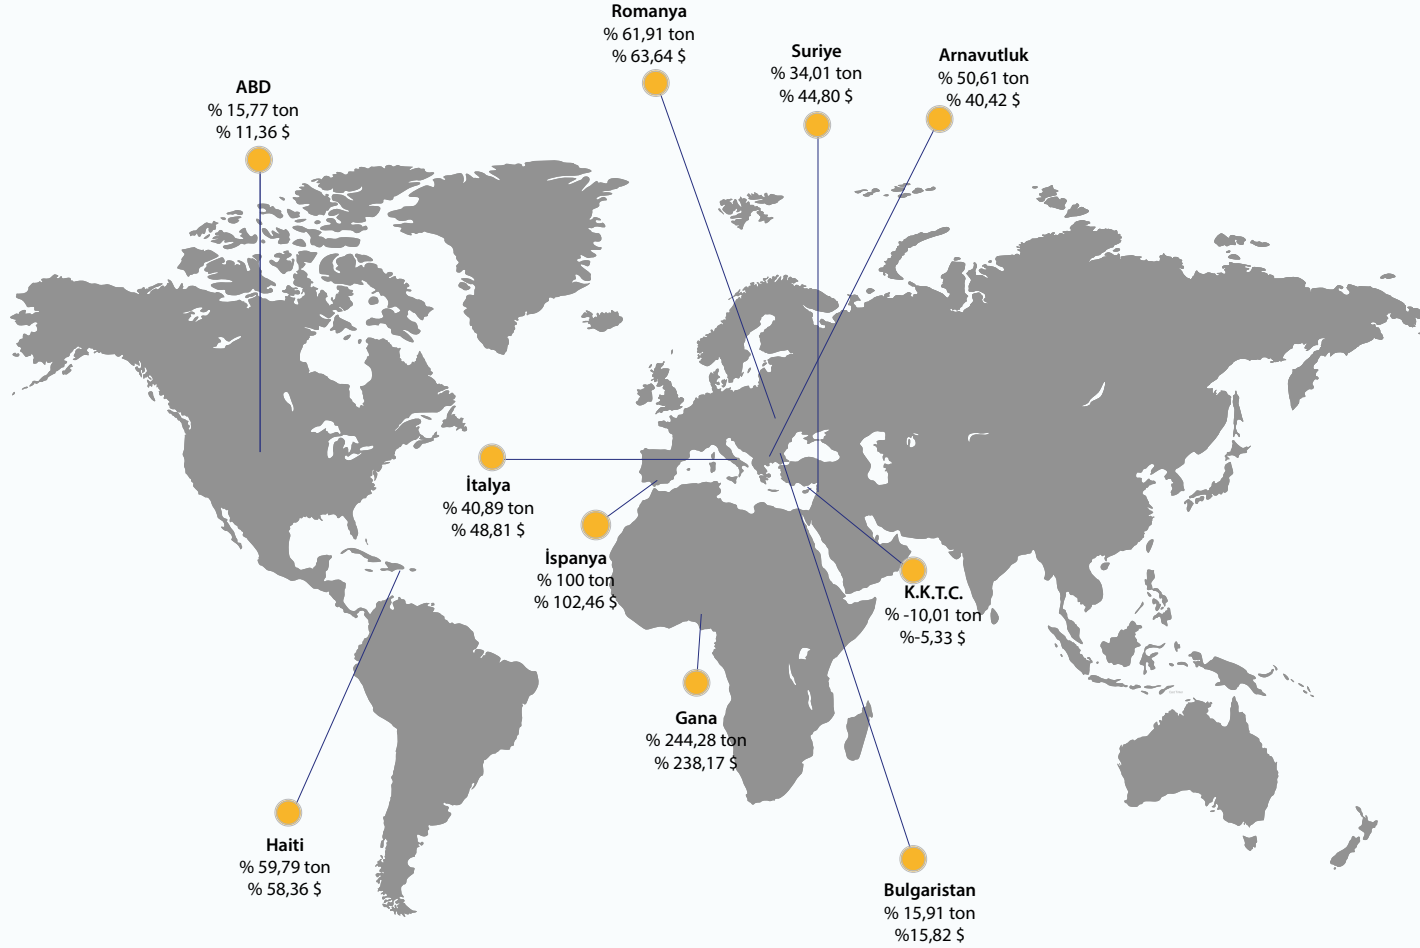 Romanya
% 61,91 ton
% 63,64 $
Suriye
% 34,01 ton
% 44,80 $
Arnavutluk
% 50,61 ton
% 40,42 $
ABD
% 15,77 ton
% 11,36 $
İtalya
% 40,89 ton
% 48,81 $
İspanya
% 100 ton
% 102,46 $
K.K.T.C.
% -10,01 ton
%-5,33 $
Gana
% 244,28 ton
% 238,17 $
Haiti
% 59,79 ton
% 58,36 $
Bulgaristan
% 15,91 ton
%15,82 $